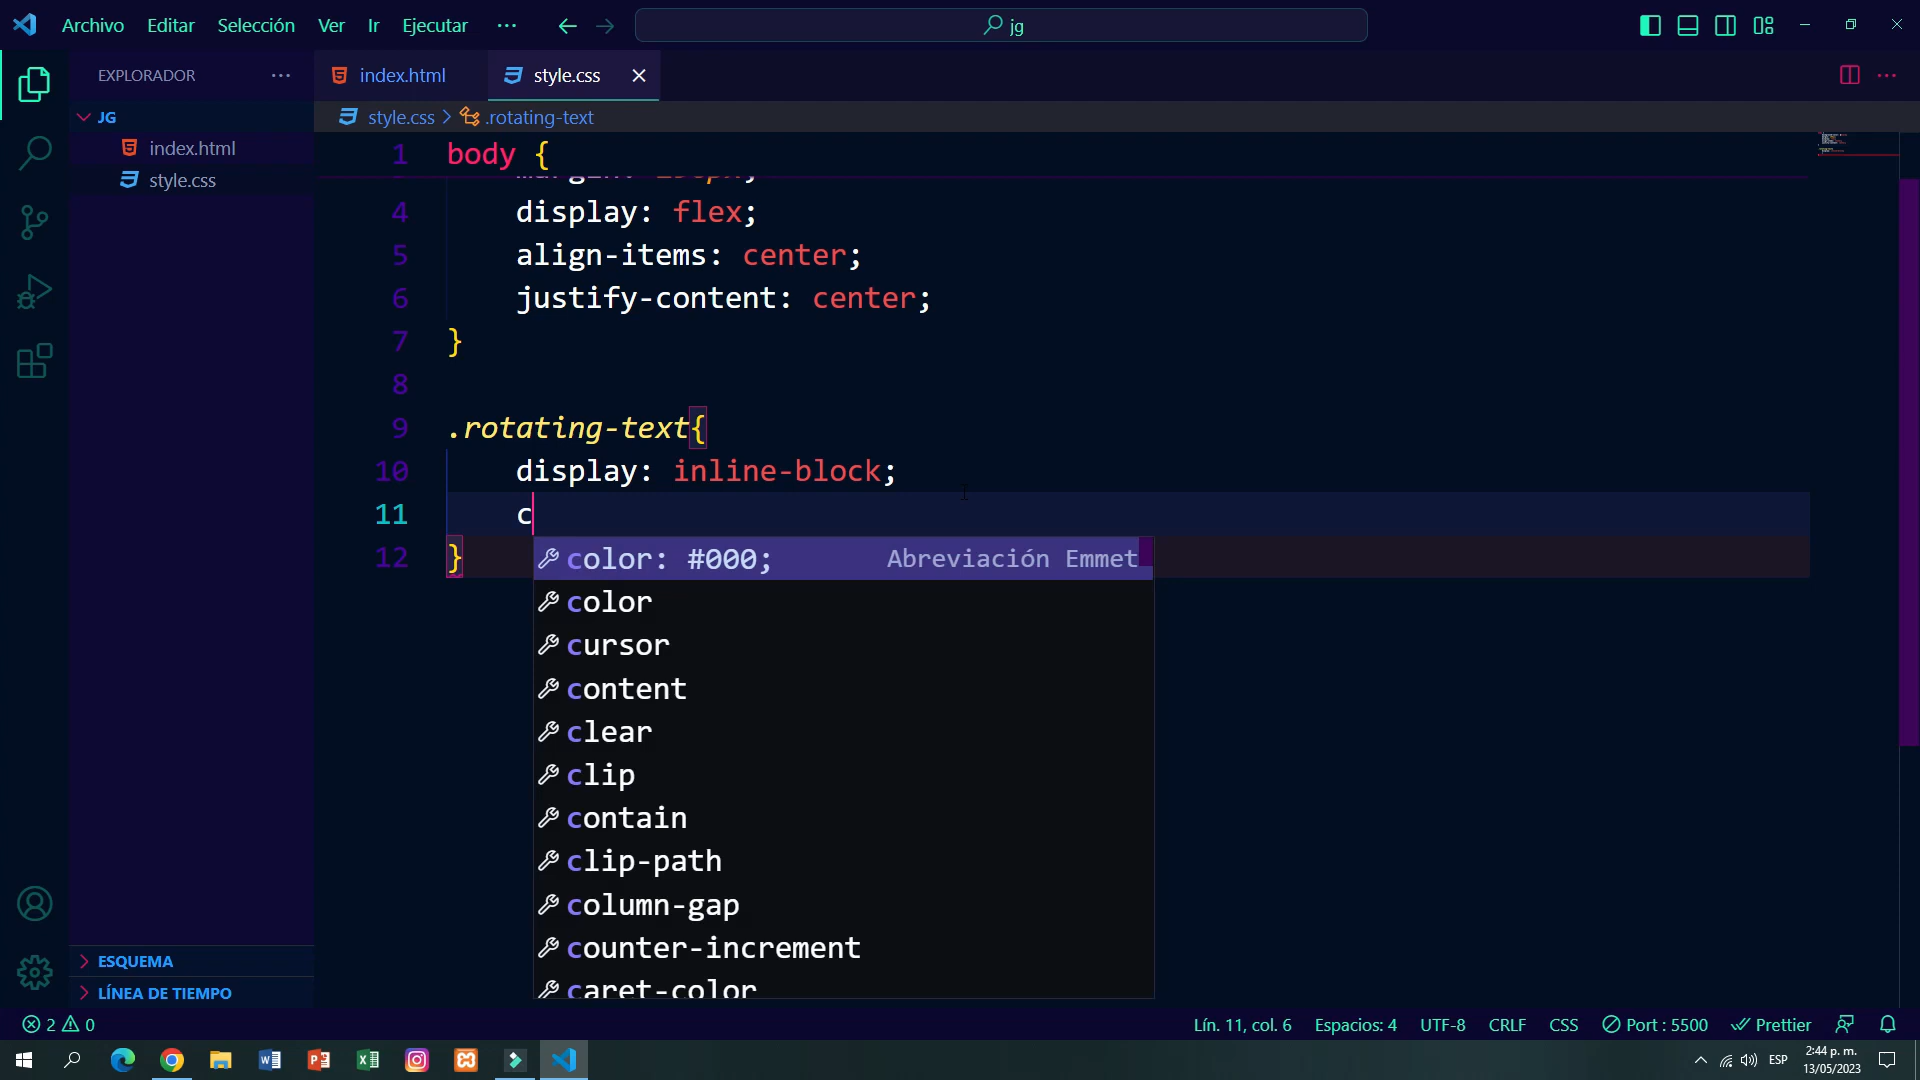 Archivo Editar Selección Ver Ir Ejecutar ··· jg
EXPLORADOR ···
index.html style.css
style.css > .rotating-text
JG
index.html
style.css
1 body {
4 display: flex;
5 align-items: center;
6 justify-content: center;
7 }
8
9 .rotating-text{
10 display: inline-block;
11 c
12 }
color: #000; Abreviación Emmet
color
cursor
content
clear
clip
contain
clip-path
column-gap
counter-increment
caret-color
ESQUEMA
LÍNEA DE TIEMPO
2 0 Lín. 11, col. 6 Espacios: 4 UTF-8 CRLF CSS Port : 5500 Prettier
ESP 2:44 p. m.
13/05/2023